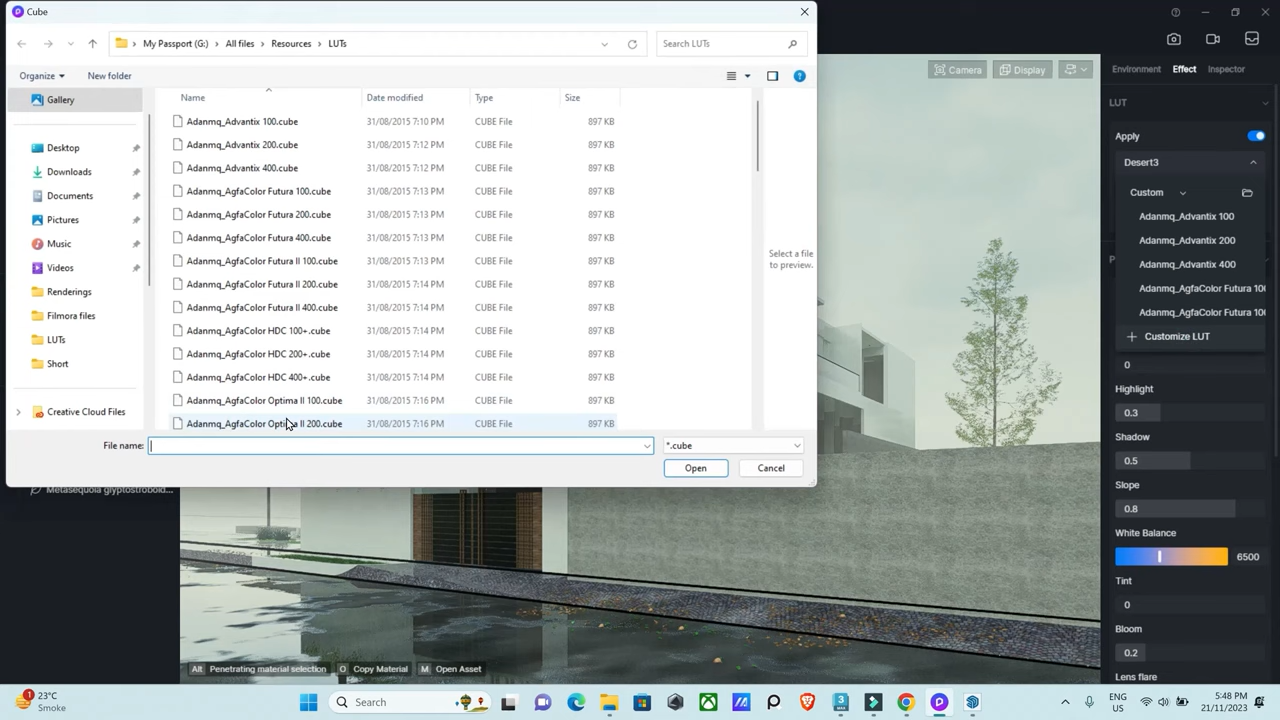 Cube
My Passport (G:) > All files > Resources > LUTs
Search LUTs
Organize
New folder
Gallery
Desktop
Downloads
Documents
Pictures
Music
Videos
Renderings
Filmora files
LUTs
Short
Creative Cloud Files
Name Date modified Type Size
Adanmq_Advantix 100.cube 31/08/2015 7:10 PM CUBE File 897 KB
Adanmq_Advantix 200.cube 31/08/2015 7:12 PM CUBE File 897 KB
Adanmq_Advantix 400.cube 31/08/2015 7:12 PM CUBE File 897 KB
Adanmq_AgfaColor Futura 100.cube 31/08/2015 7:13 PM CUBE File 897 KB
Adanmq_AgfaColor Futura 200.cube 31/08/2015 7:13 PM CUBE File 897 KB
Adanmq_AgfaColor Futura 400.cube 31/08/2015 7:13 PM CUBE File 897 KB
Adanmq_AgfaColor Futura II 100.cube 31/08/2015 7:13 PM CUBE File 897 KB
Adanmq_AgfaColor Futura II 200.cube 31/08/2015 7:13 PM CUBE File 897 KB
Adanmq_AgfaColor Futura II 400.cube 31/08/2015 7:14 PM CUBE File 897 KB
Adanmq_AgfaColor HDC 100+.cube 31/08/2015 7:14 PM CUBE File 897 KB
Adanmq_AgfaColor HDC 200+.cube 31/08/2015 7:14 PM CUBE File 897 KB
Adanmq_AgfaColor HDC 400+.cube 31/08/2015 7:14 PM CUBE File 897 KB
Adanmq_AgfaColor Optima II 100.cube 31/08/2015 7:16 PM CUBE File 897 KB
Adanmq_AgfaColor Optima II 200.cube 31/08/2015 7:16 PM CUBE File 897 KB
Select a file
to preview.
File name:
*.cube
Open
Cancel
Metasequoia glyptostroboid...
Camera
Display
Environment Effect Inspector
LUT
Apply
Desert3
Custom
Adanmq_Advantix 100
Adanmq_Advantix 200
Adanmq_Advantix 400
Adanmq_AgfaColor Futura 100
Adanmq_AgfaColor Futura 100
+ Customize LUT
0
Highlight
0.3
Shadow
0.5
Slope
0.8
White Balance
6500
Tint
0
Bloom
0.2
Lens flare
Alt Penetrating material selection O Copy Material M Open Asset
23°C
Smoke
1
Search
ENG
US
5:48 PM
21/11/2023